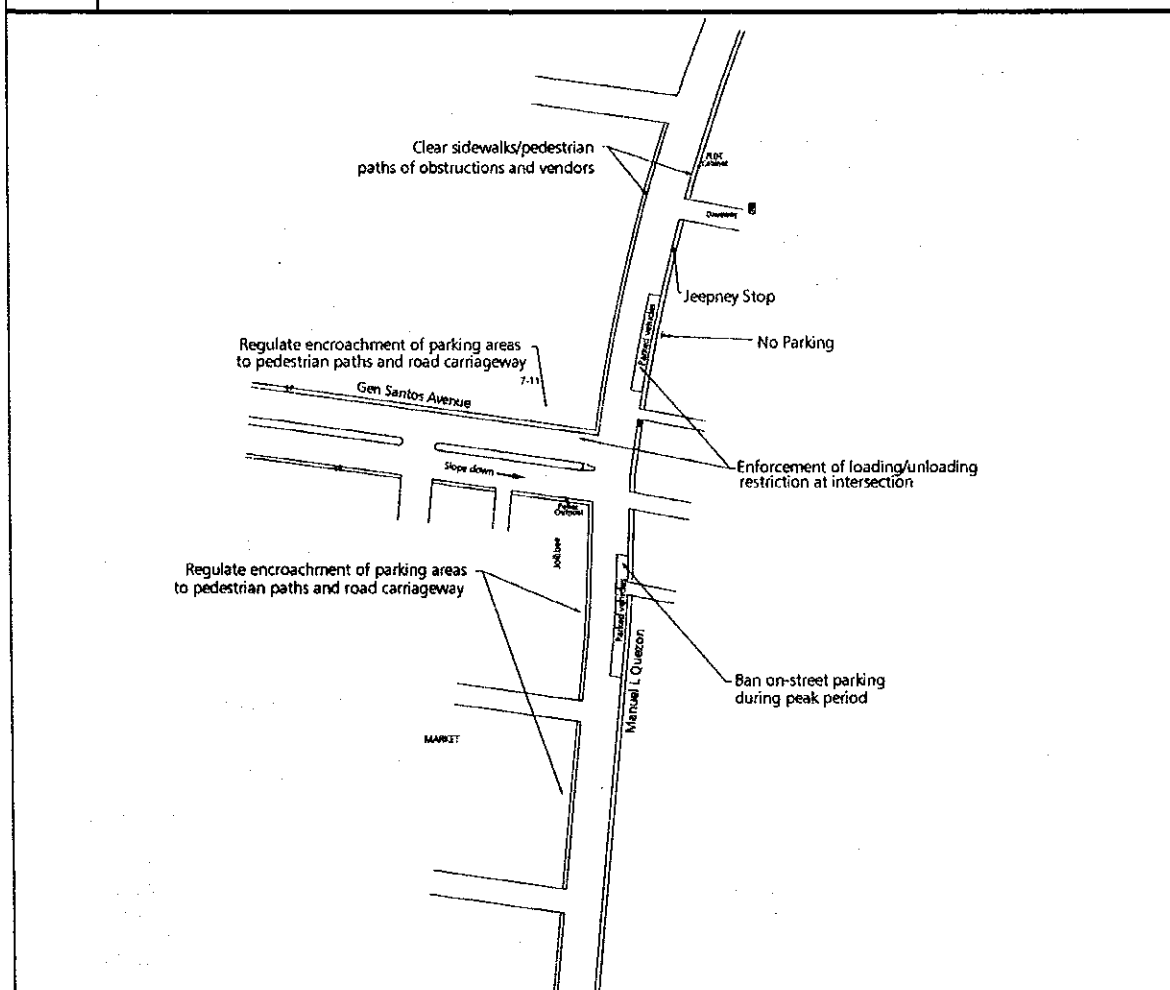 Clear sidewalks/pedestrian
paths of obstructions and vendors
PLDT
Cabinet
Driveway
Jeepney Stop
Parked vehicles
No Parking
Regulate encroachment of parking areas
to pedestrian paths and road carriageway
7-11
Gen Santos Avenue
Slope down
Enforcement of loading/unloading
restriction at intersection
Police
Outpost
Jollibee
Regulate encroachment of parking areas
to pedestrian paths and road carriageway
Parked vehicles
Manuel L Quezon
Ban on-street parking
during peak period
MARKET